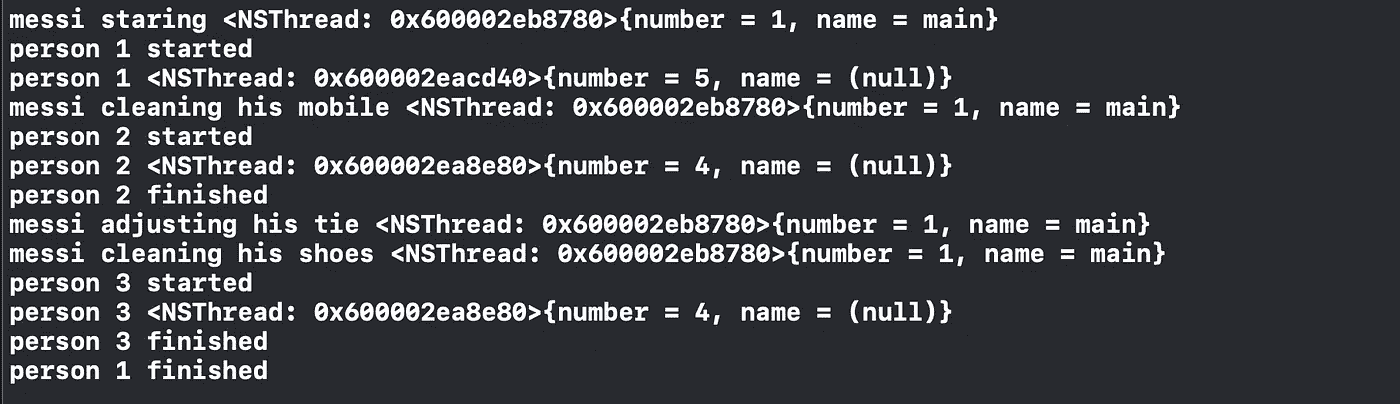 messi staring <NSThread: 0x600002eb8780>{number = 1, name = main}
person 1 started
person 1 <NSThread: 0x600002eacd40>{number = 5, name = (null)}
messi cleaning his mobile <NSThread: 0x600002eb8780>{number = 1, name = main}
person 2 started
person 2 <NSThread: 0x600002ea8e80>{number = 4, name = (null)}
person 2 finished
messi adjusting his tie <NSThread: 0x600002eb8780>{number = 1, name = main}
messi cleaning his shoes <NSThread: 0x600002eb8780>{number = 1, name = main}
person 3 started
person 3 <NSThread: 0x600002ea8e80>{number = 4, name = (null)}
person 3 finished
person 1 finished